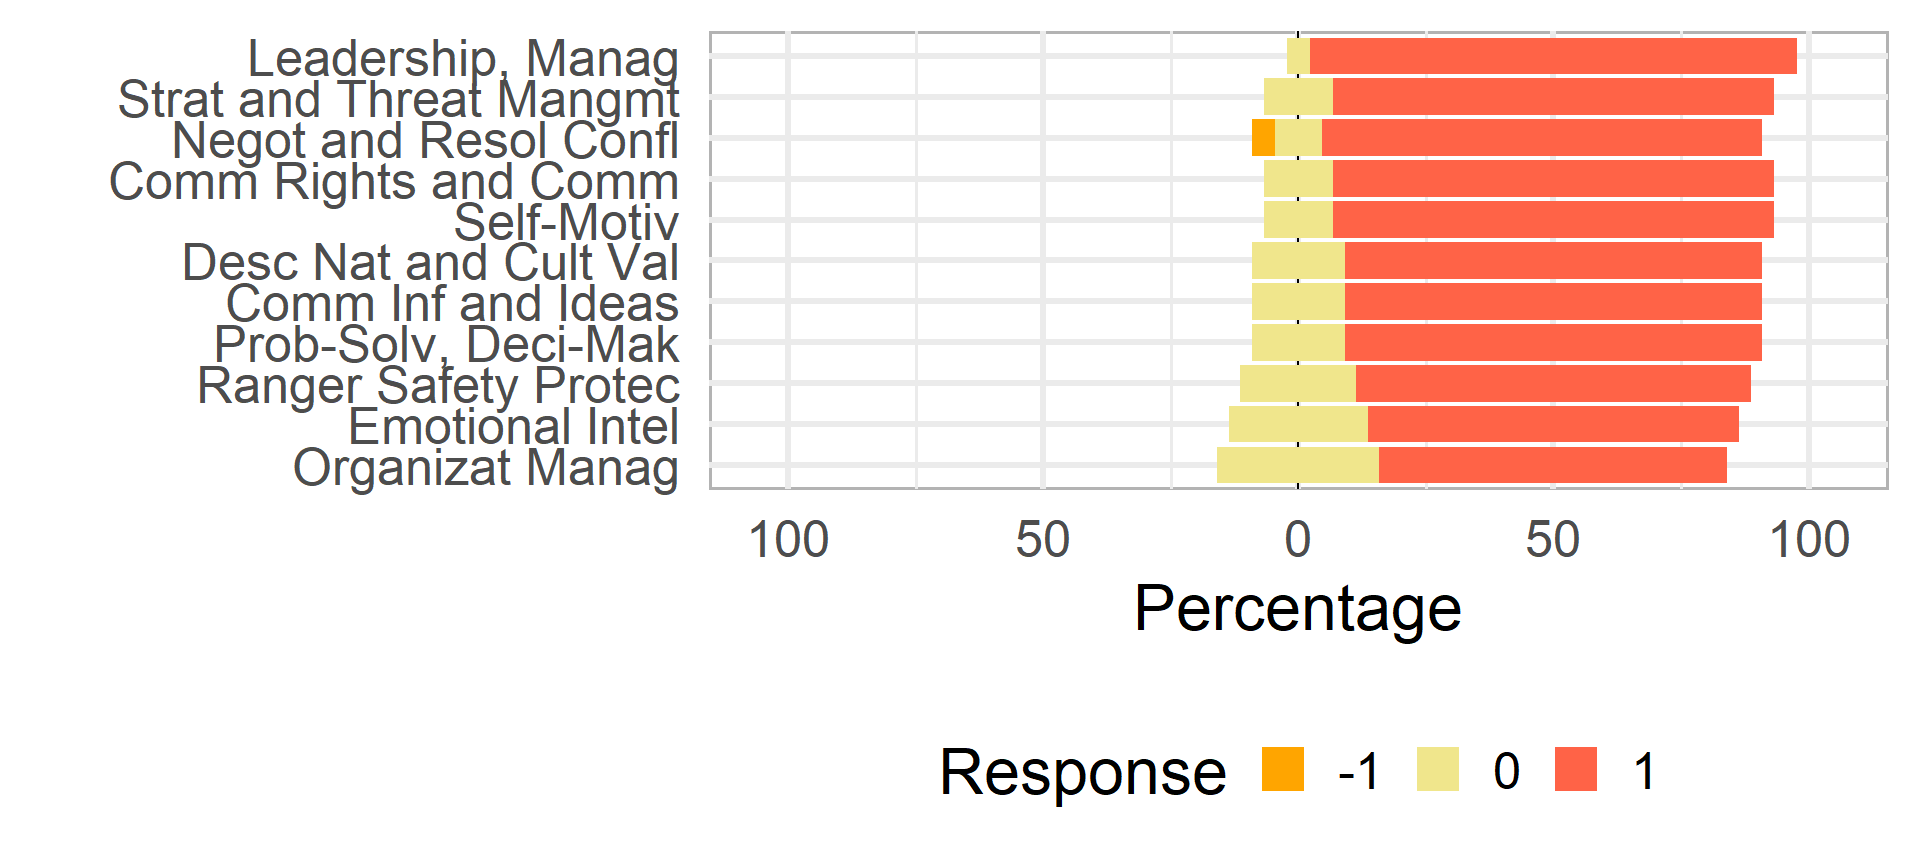 Leadership, Manag
Strat and Threat Mangmt
Negot and Resol Confl
Comm Rights and Comm
Self-Motiv
Desc Nat and Cult Val
Comm Inf and Ideas
Prob-Solv, Deci-Mak
Ranger Safety Protec
Emotional Intel
Organizat Manag
100 50 0 50 100
Percentage
Response -1 0 1